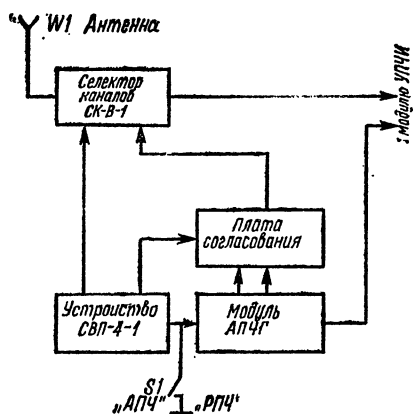 W1 Антенна
Селектор
каналов
СК-В-1
к модулю УПЧИ
Плата
согласования
Устройство
СВП-4-1
Модуль
АПЧГ
S1
„АПЧ“ „РПЧ“